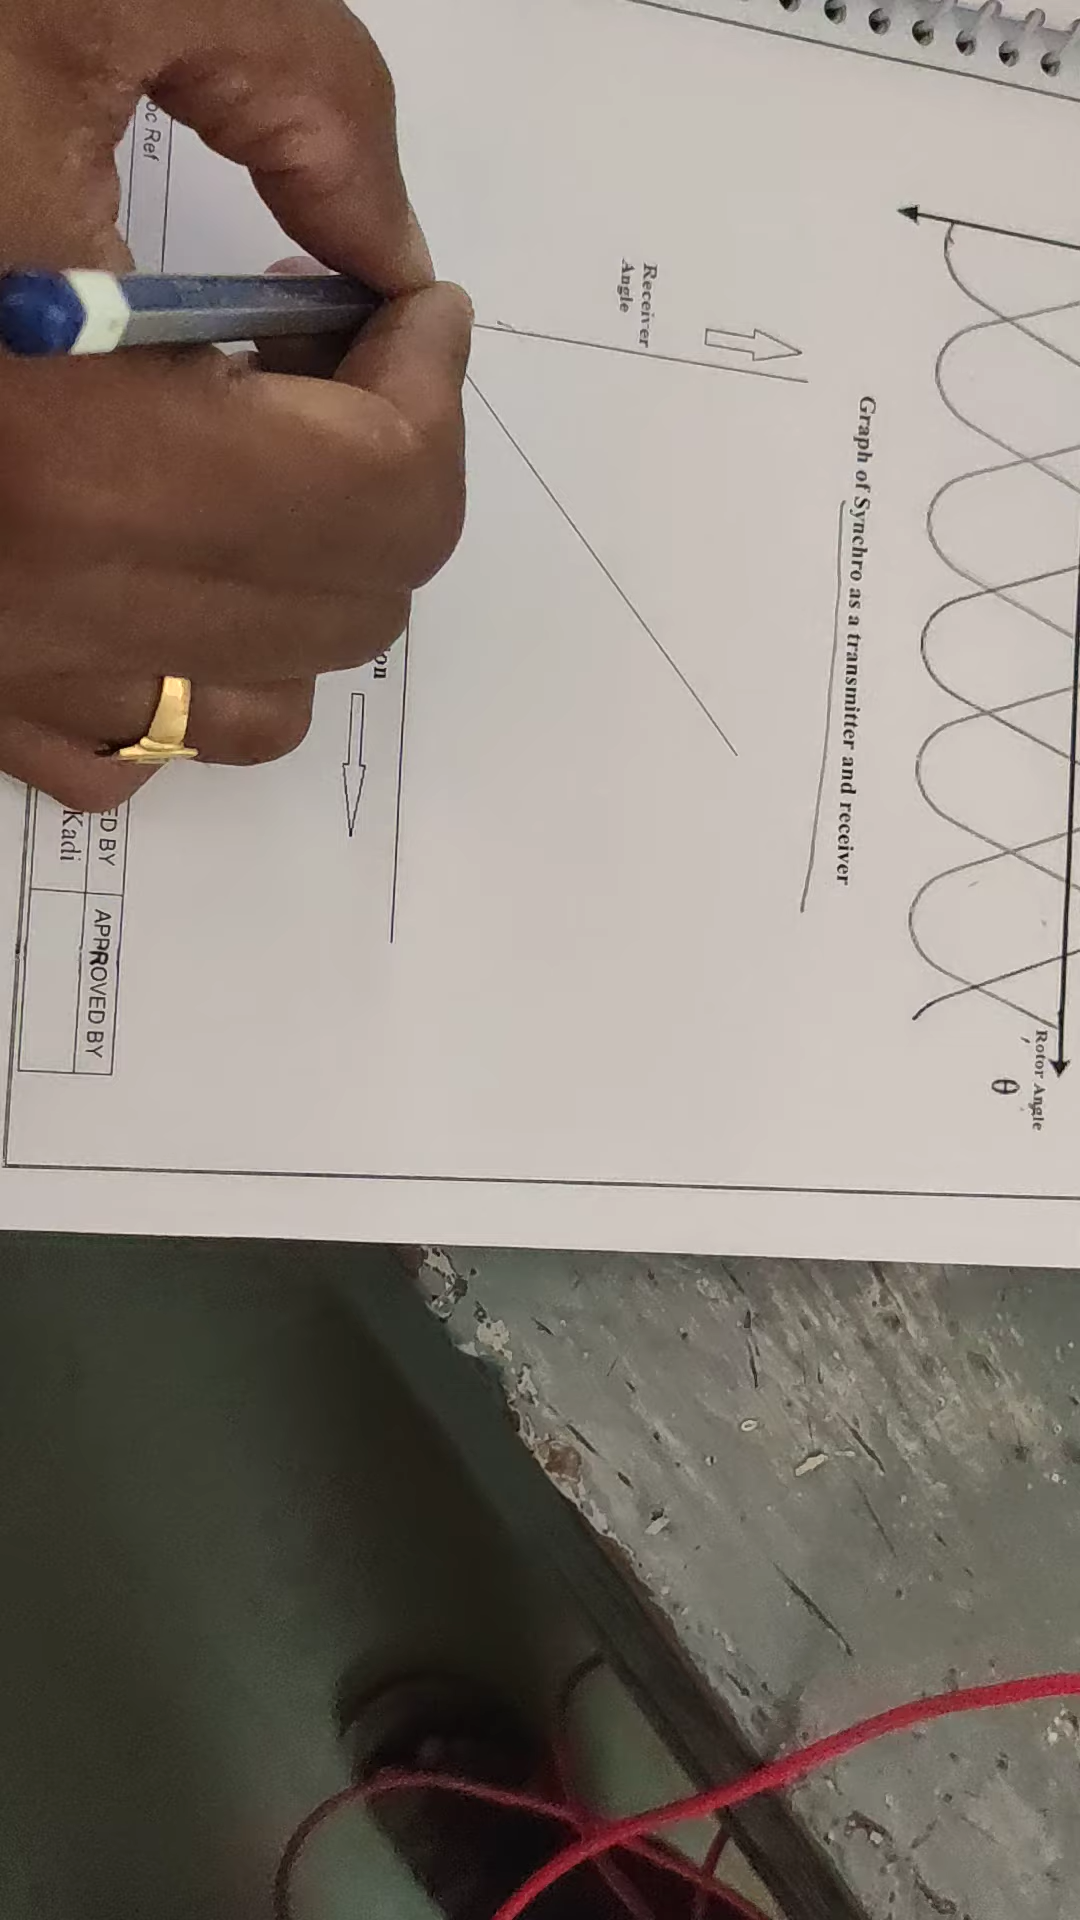 Rotor Angle
θ
Graph of Synchro as a transmitter and receiver
Receiver
Angle
on
oc Ref
ED BY APPROVED BY
Kadi